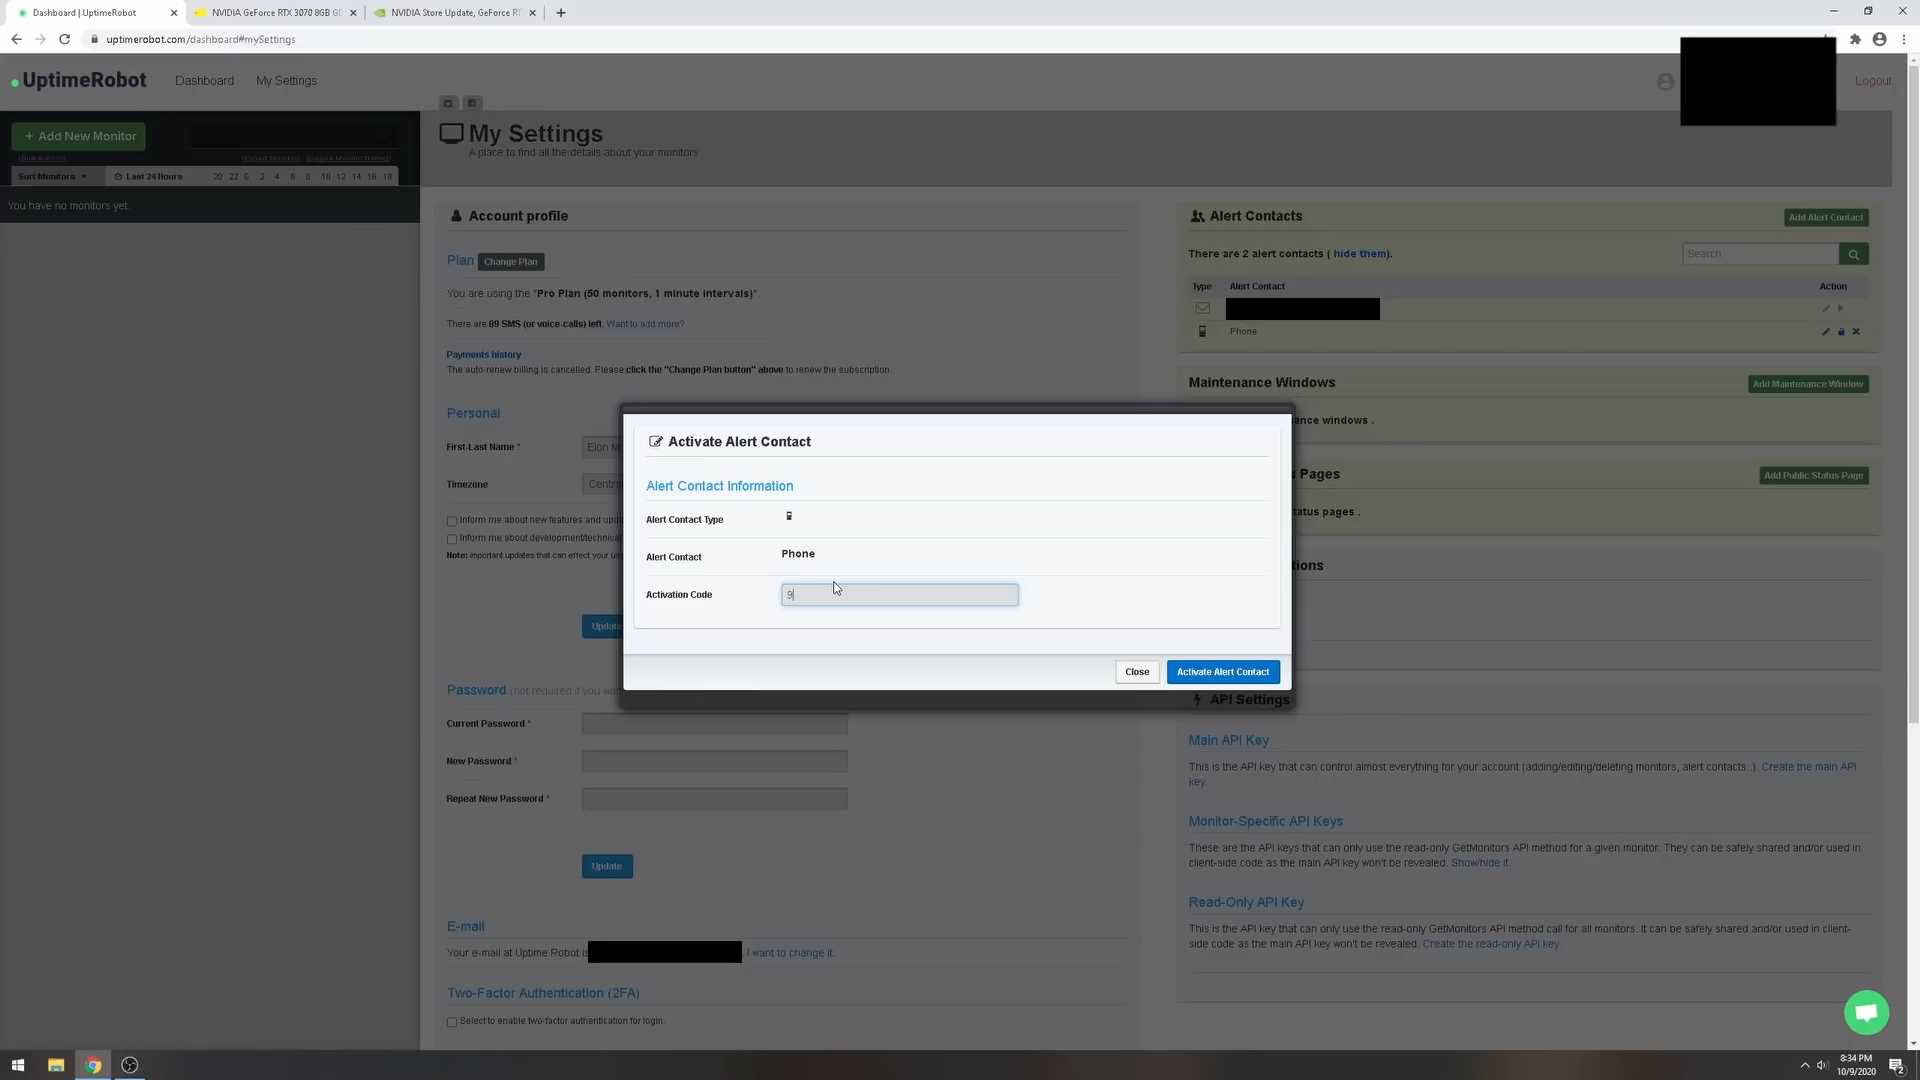 Dashboard | UptimeRobot
NVIDIA GeForce RTX 3070 8GB GD
NVIDIA Store Update, GeForce RT
uptimerobot.com/dashboard#mySettings
UptimeRobot
Dashboard
My Settings
Logout
+ Add New Monitor
Sort Monitors
Last 24 Hours
20 22 0 2 4 6 8 10 12 14 16 18
You have no monitors yet.
My Settings
A place to find all the details about your monitors
Account profile
Plan
Change Plan
You are using the "Pro Plan (50 monitors, 1 minute intervals)".
There are 89 SMS (or voice-calls) left. Want to add more?
Payments history
The auto-renew billing is cancelled. Please click the "Change Plan button" above to renew the subscription.
Personal
First-Last Name *
Elon M
Timezone
Centr
Inform me about new features and upd
Inform me about development/technical
Note: important updates that can effect your us
Update
Password (not required if you wo
Current Password *
New Password *
Repeat New Password *
Update
E-mail
Your e-mail at Uptime Robot is
I want to change it.
Two-Factor Authentication (2FA)
Select to enable two-factor authentication for login.
Alert Contacts
Add Alert Contact
There are 2 alert contacts ( hide them).
Search
Type
Alert Contact
Action
Phone
Maintenance Windows
Add Maintenance Window
ance windows .
Pages
Add Public Status Page
tatus pages .
tions
API Settings
Main API Key
This is the API key that can control almost everything for your account (adding/editing/deleting monitors, alert contacts..). Create the main API
key.
Monitor-Specific API Keys
These are the API keys that can only use the read-only GetMonitors API method for a given monitor. They can be safely shared and/or used in
client-side code as the main API key won't be revealed. Show/hide it.
Read-Only API Key
This is the API key that can only use the read-only GetMonitors API method call for all monitors. it can be safely shared and/or used in client-
side code as the main API key won't be revealed. Create the read-only API key.
Activate Alert Contact
Alert Contact Information
Alert Contact Type
Alert Contact
Phone
Activation Code
9
Close
Activate Alert Contact
8:34 PM
10/9/2020
2